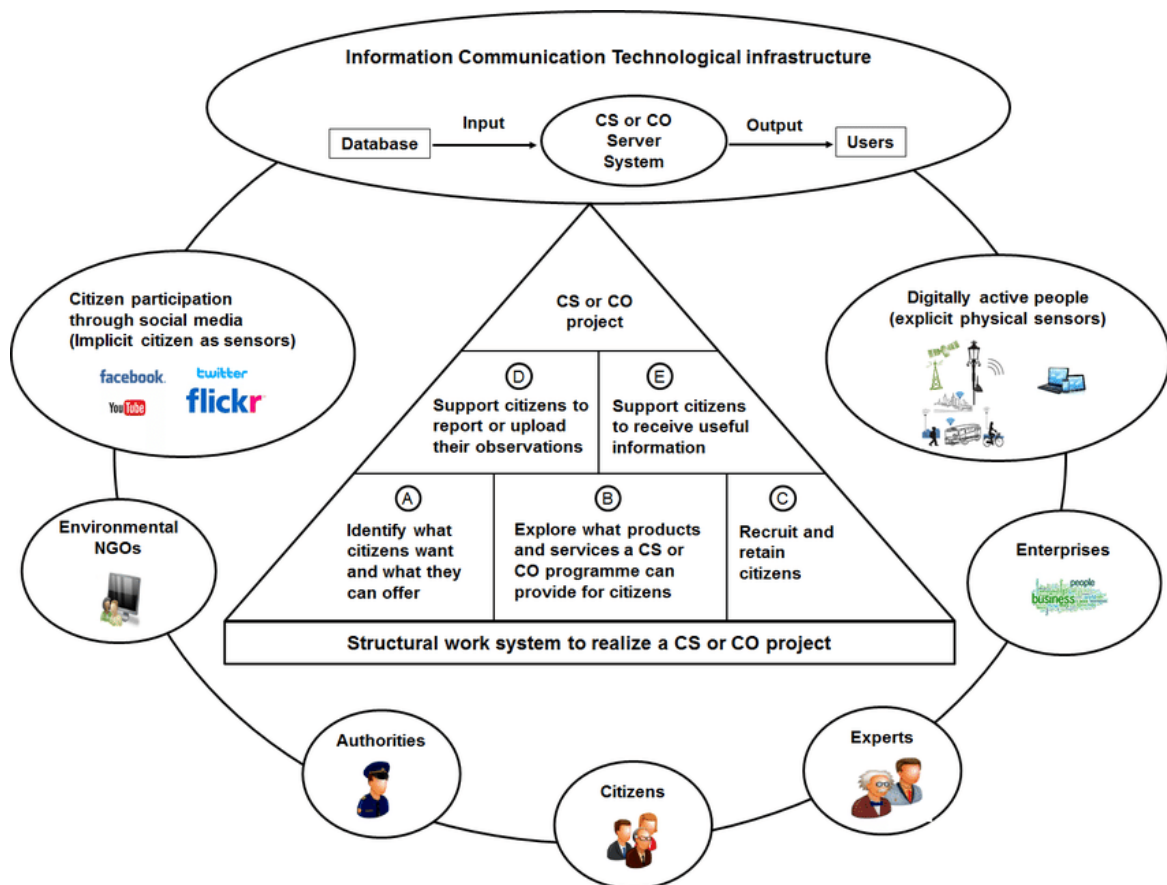 Information Communication Technological infrastructure
Database
Input
CS or CO
Server
System
Output
Users
Citizen participation
through social media
(Implicit citizen as sensors)
facebook.
twitter
YouTube
flickr
Digitally active people
(explicit physical sensors)
CS or CO
project
D
Support citizens to
report or upload
their observations
E
Support citizens
to receive useful
information
A
Identify what
citizens want
and what they
can offer
B
Explore what products
and services a CS or
CO programme can
provide for citizens
C
Recruit and
retain
citizens
Structural work system to realize a CS or CO project
Environmental
NGOs
Enterprises
people
business
Authorities
Citizens
Experts